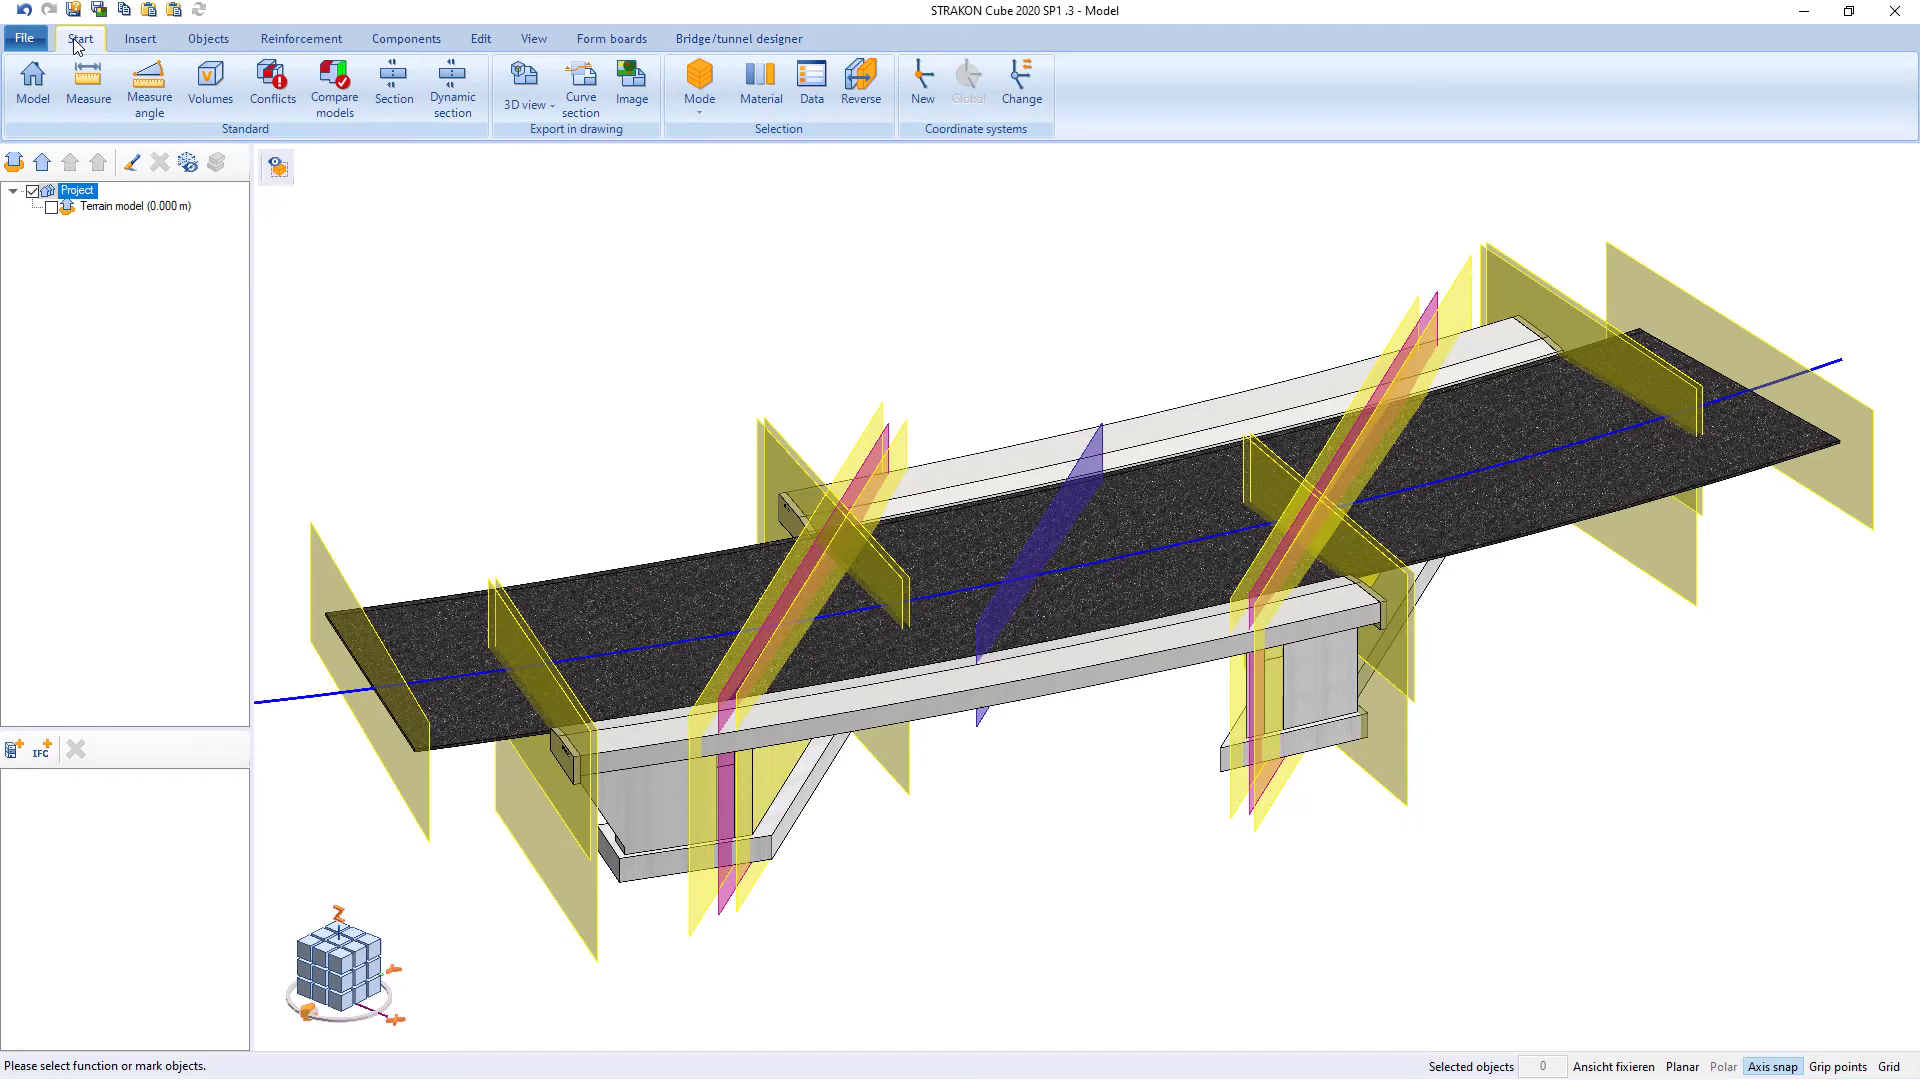 STRAKON Cube 2020 SP1 .3 - Model
File Start Insert Objects Reinforcement Components Edit View Form boards Bridge/tunnel designer
Model Measure Measure angle Volumes Conflicts Compare models Section Dynamic section
3D view Curve section Image
Mode Material Data Reverse
New Global Change
Standard Export in drawing Selection Coordinate systems
Project
Terrain model (0.000 m)
IFC
Z
Please select function or mark objects.
Selected objects 0 Ansicht fixieren Planar Polar Axis snap Grip points Grid